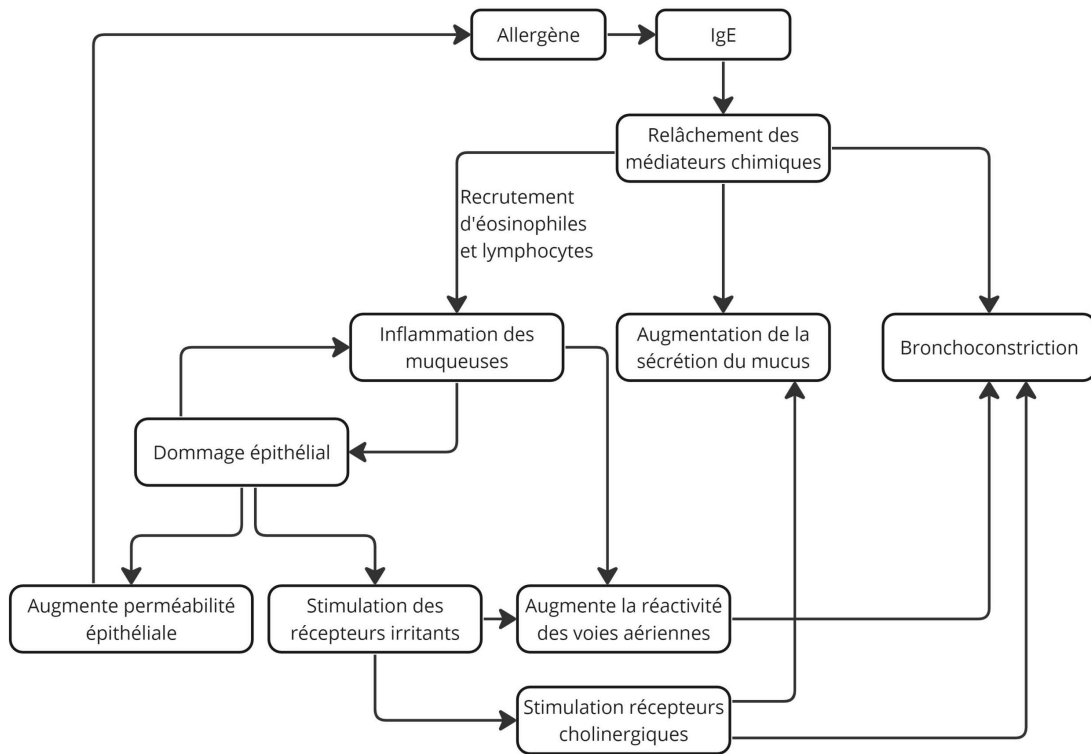 Allergène
IgE
Relâchement des
médiateurs chimiques
Recrutement
d'éosinophiles
et lymphocytes
Inflammation des
muqueuses
Augmentation de la
sécrétion du mucus
Bronchoconstriction
Dommage épithélial
Augmente perméabilité
épithéliale
Stimulation des
récepteurs irritants
Augmente la réactivité
des voies aériennes
Stimulation récepteurs
cholinergiques